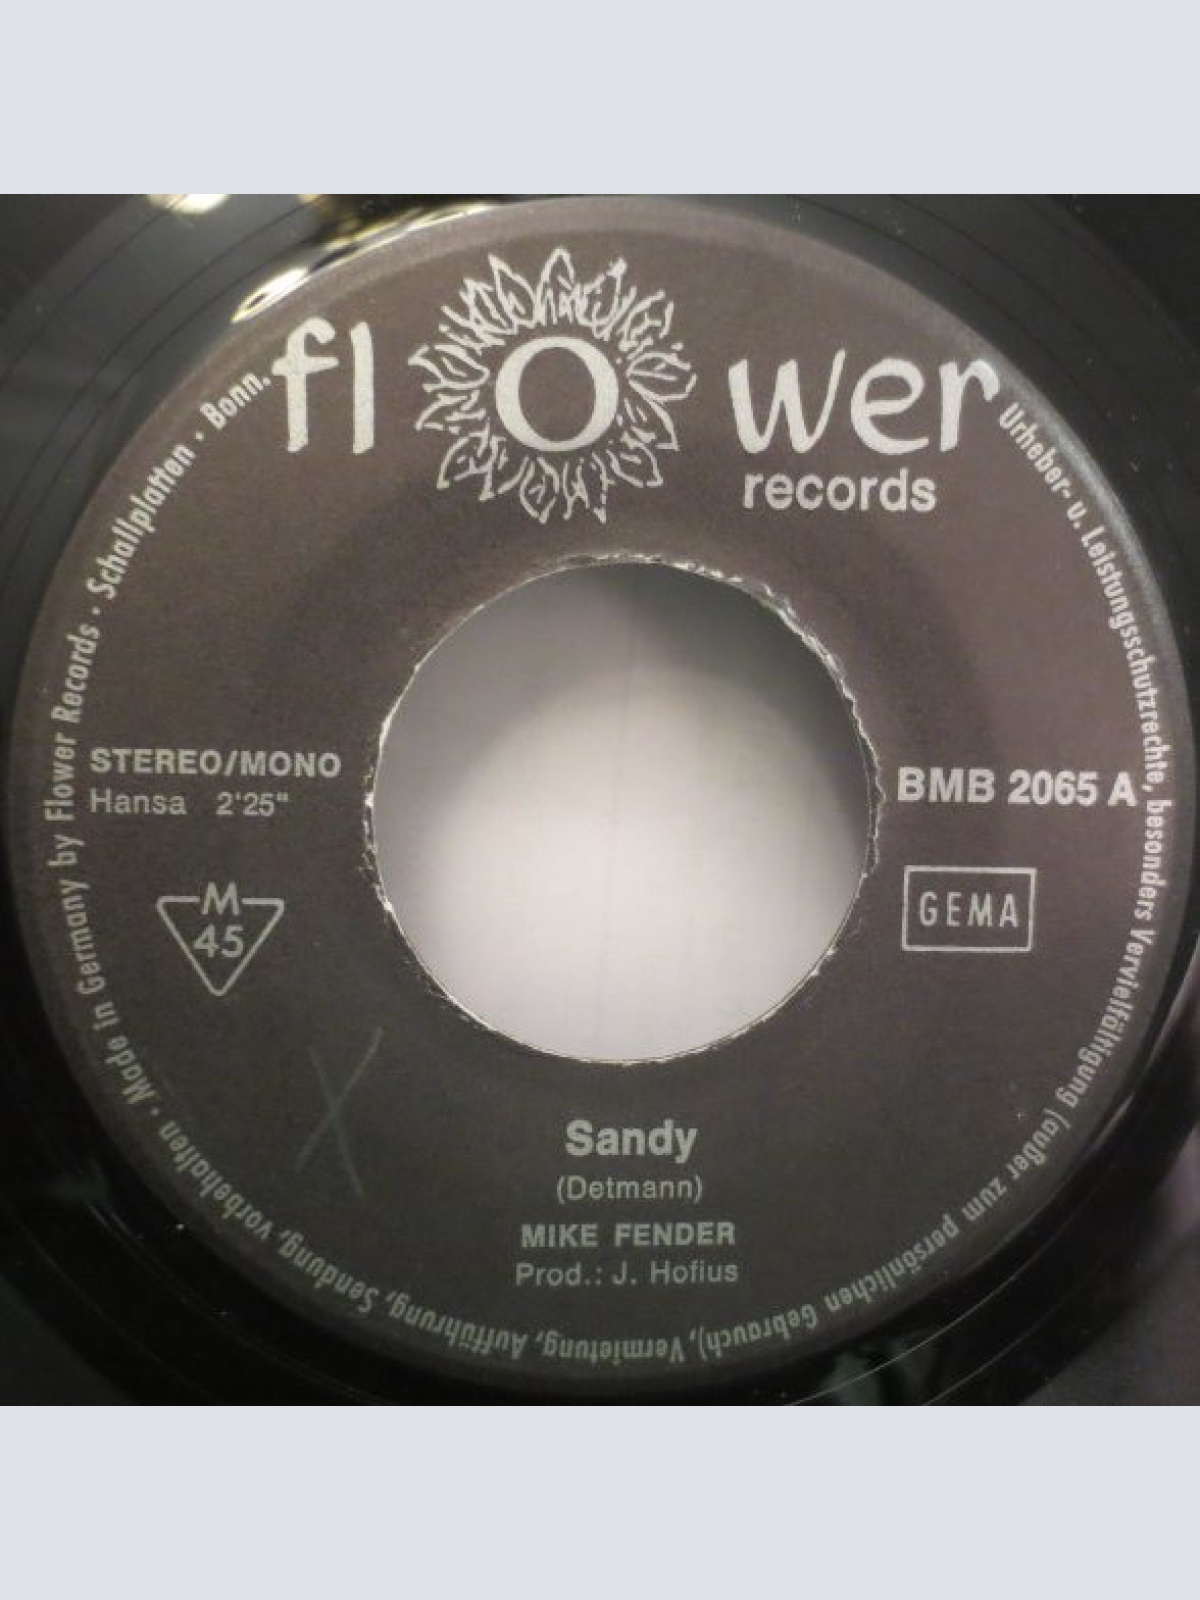 flower
records
Urheber- u. Leistungsschutzrechte, besonders Vervielfältigung (außer zum persönlichen Gebrauch), Vermietung, Aufführung, Sendung, vorbehalten · Made in Germany by Flower Records · Schallplatten · Bonn.
STEREO/MONO
Hansa 2'25"
BMB 2065 A
M
45
GEMA
Sandy
(Detmann)
MIKE FENDER
Prod.: J. Hofius